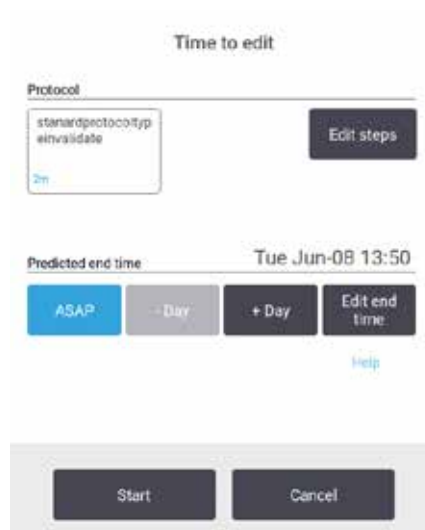 Time to edit
Protocol
stanardprotocoltyp
einvalidate
Edit steps
2m
Predicted end time
Tue Jun-08 13:50
ASAP
- Day
+ Day
Edit end
time
Help
Start
Cancel